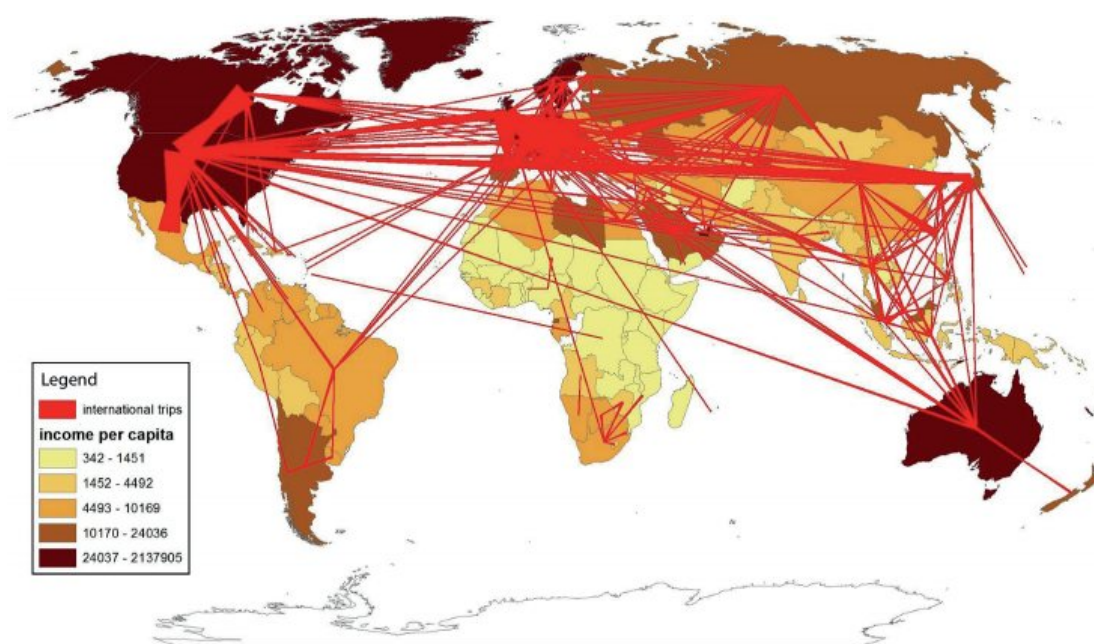 Legend
international trips
income per capita
342 - 1451
1452 - 4492
4493 - 10169
10170 - 24036
24037 - 2137905